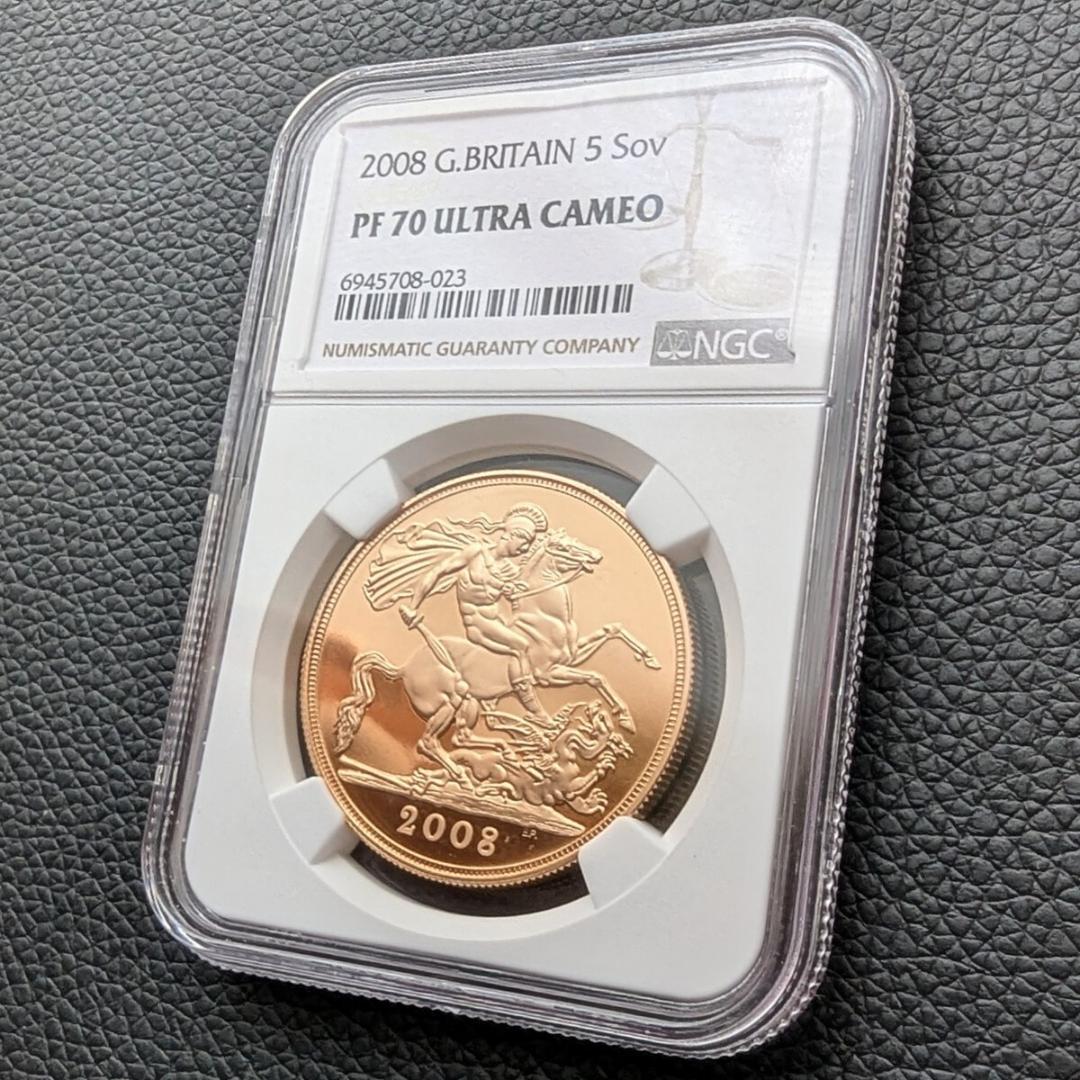 2008 G.BRITAIN 5 Sov
PF 70 ULTRA CAMEO
6945708-023
NUMISMATIC GUARANTY COMPANY NGC®
2008 B.P.